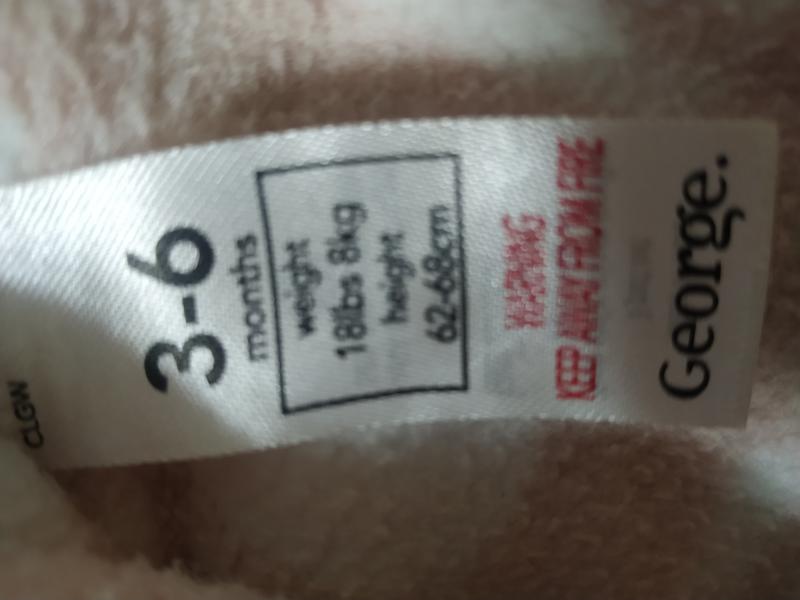 CLGW
3-6
months
weight
18lbs 8kg
height
62-68cm
WARNING
KEEP AWAY FROM FIRE
George.